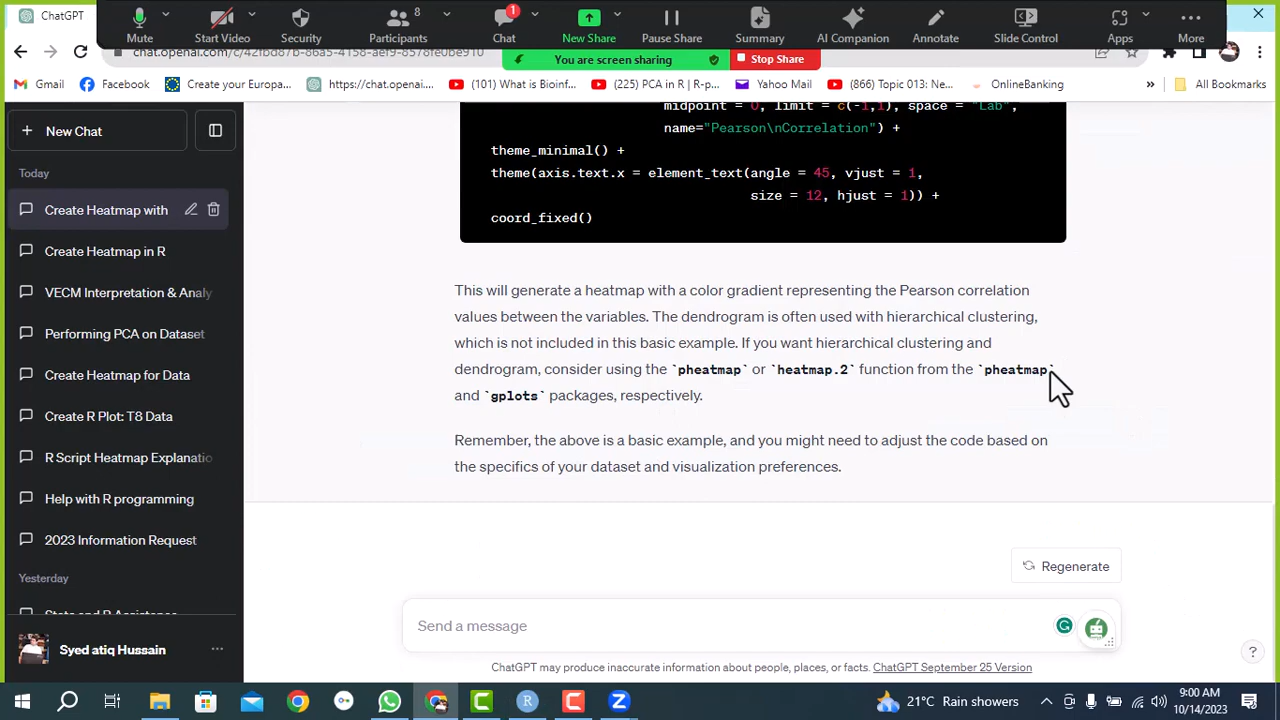 ChatGPT
Mute
Start Video
Security
8
Participants
1
Chat
New Share
Pause Share
Summary
AI Companion
Annotate
Slide Control
Apps
More
You are screen sharing
Stop Share
Gmail
Facebook
Create your Europa...
https://chat.openai....
(101) What is Bioinf...
(225) PCA in R | R-p...
Yahoo Mail
(866) Topic 013: Ne...
OnlineBanking
»
All Bookmarks
New Chat
Today
Create Heatmap with
Create Heatmap in R
VECM Interpretation & Analy
Performing PCA on Dataset
Create Heatmap for Data
Create R Plot: T8 Data
R Script Heatmap Explanatio
Help with R programming
2023 Information Request
Yesterday
Stats and R Assistance
Syed atiq Hussain
midpoint = 0, limit = c(-1,1), space = "Lab",
name="Pearson\nCorrelation") +
theme_minimal() +
theme(axis.text.x = element_text(angle = 45, vjust = 1,
size = 12, hjust = 1)) +
coord_fixed()
This will generate a heatmap with a color gradient representing the Pearson correlation
values between the variables. The dendrogram is often used with hierarchical clustering,
which is not included in this basic example. If you want hierarchical clustering and
dendrogram, consider using the `pheatmap` or `heatmap.2` function from the `pheatmap`
and `gplots` packages, respectively.
Remember, the above is a basic example, and you might need to adjust the code based on
the specifics of your dataset and visualization preferences.
Regenerate
Send a message
ChatGPT may produce inaccurate information about people, places, or facts. ChatGPT September 25 Version
?
21°C Rain showers
9:00 AM
10/14/2023